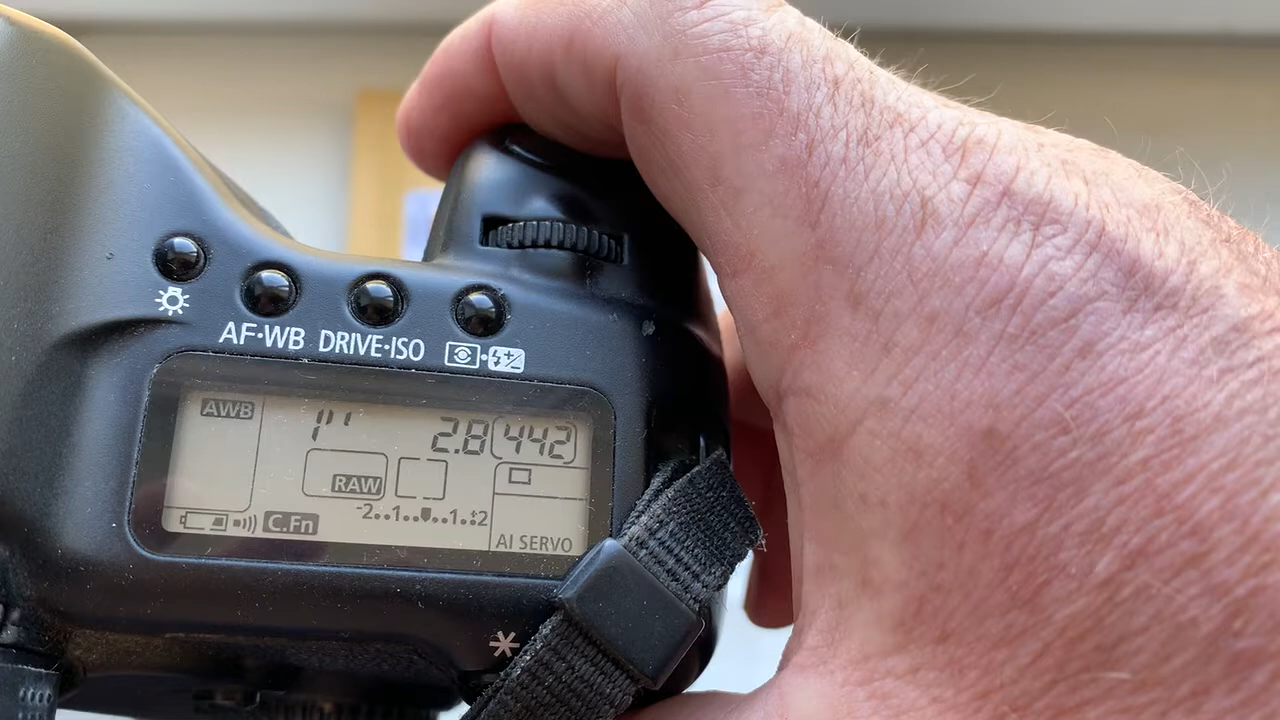 AF·WB DRIVE·ISO
AWB 1" 2.8 442
RAW
-2..1..▼..1.+2
C.Fn
AI SERVO